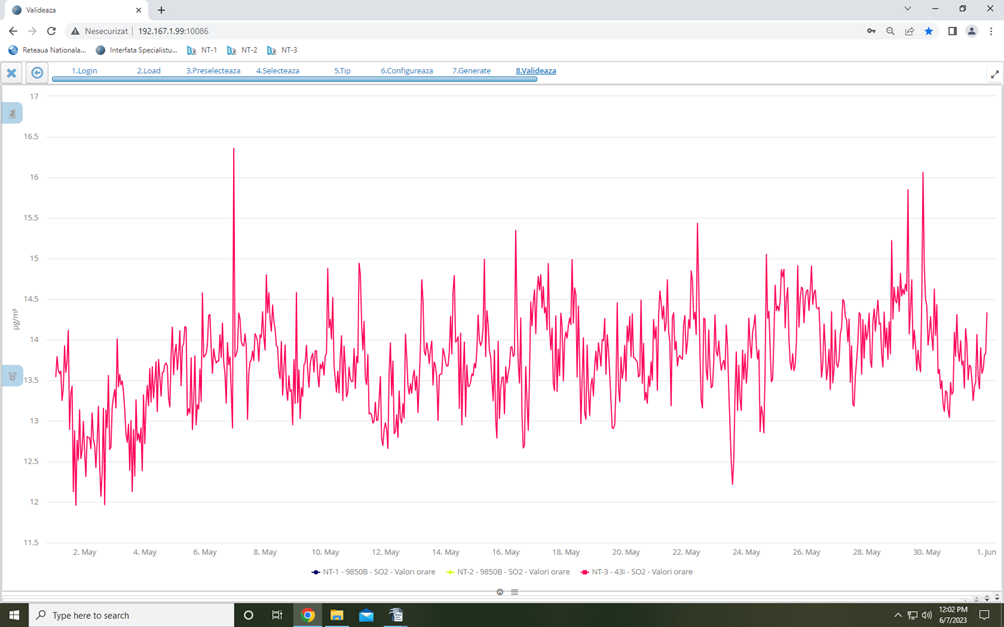 Valideaza
Nesecurizat | 192.167.1.99:10086
Reteaua Nationala... Interfata Specialistu... NT-1 NT-2 NT-3
1.Login 2.Load 3.Preselecteaza 4.Selecteaza 5.Tip 6.Configureaza 7.Generate 8.Valideaza
17
16.5
16
15.5
15
14.5
14
13.5
13
12.5
12
11.5
µg/m³
2. May 4. May 6. May 8. May 10. May 12. May 14. May 16. May 18. May 20. May 22. May 24. May 26. May 28. May 30. May 1. Jun
NT-1 - 9850B - SO2 - Valori orare NT-2 - 9850B - SO2 - Valori orare NT-3 - 43i - SO2 - Valori orare
Type here to search
12:02 PM
6/7/2023